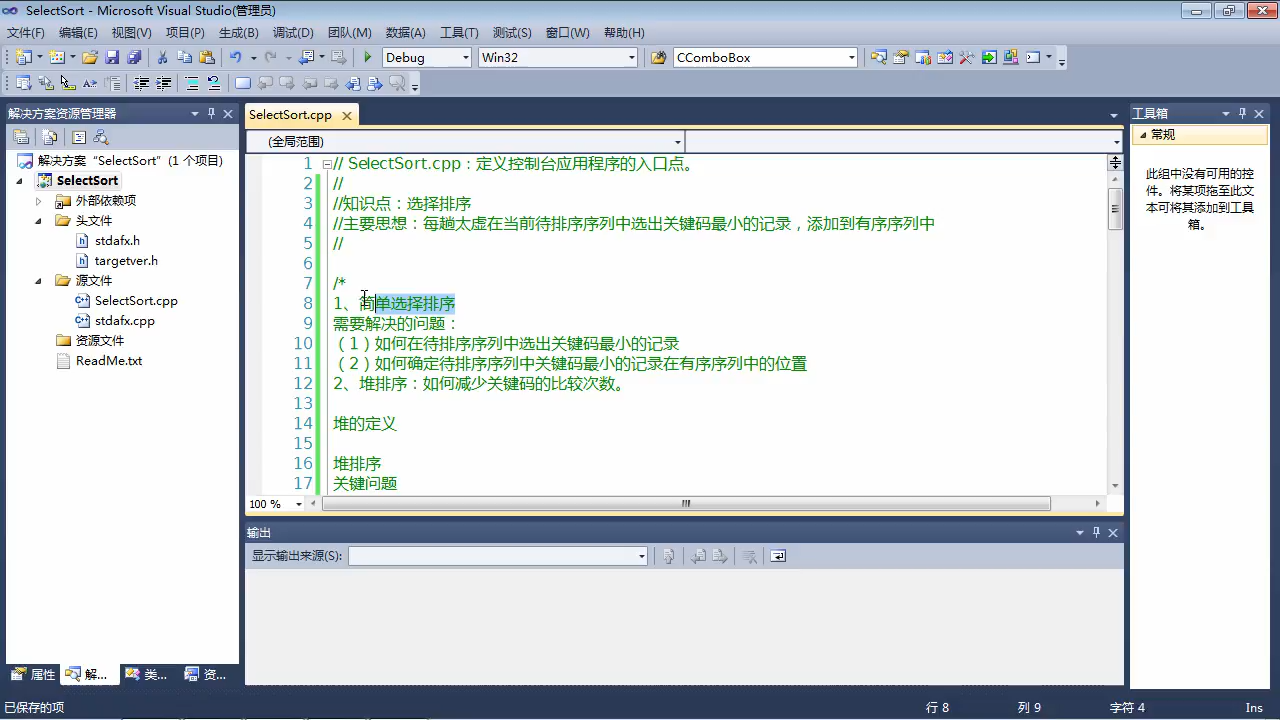 SelectSort - Microsoft Visual Studio(管理员)
文件(F) 编辑(E) 视图(V) 项目(P) 生成(B) 调试(D) 团队(M) 数据(A) 工具(T) 测试(S) 窗口(W) 帮助(H)
Debug Win32 CComboBox
解决方案资源管理器
解决方案 “SelectSort” (1 个项目)
SelectSort
外部依赖项
头文件
stdafx.h
targetver.h
源文件
SelectSort.cpp
stdafx.cpp
资源文件
ReadMe.txt
属性 解... 类... 资...
SelectSort.cpp
(全局范围)
1 // SelectSort.cpp : 定义控制台应用程序的入口点。
2 //
3 //知识点：选择排序
4 //主要思想：每趟太虚在当前待排序序列中选出关键码最小的记录，添加到有序序列中
5 //
6
7 /*
8 1、简单选择排序
9 需要解决的问题：
10 （1）如何在待排序序列中选出关键码最小的记录
11 （2）如何确定待排序序列中关键码最小的记录在有序序列中的位置
12 2、堆排序：如何减少关键码的比较次数。
13
14 堆的定义
15
16 堆排序
17 关键问题
100 %
输出
显示输出来源(S):
工具箱
常规
此组中没有可用的控
件。将某项拖至此文
本可将其添加到工具
箱。
已保存的项 行 8 列 9 字符 4 Ins